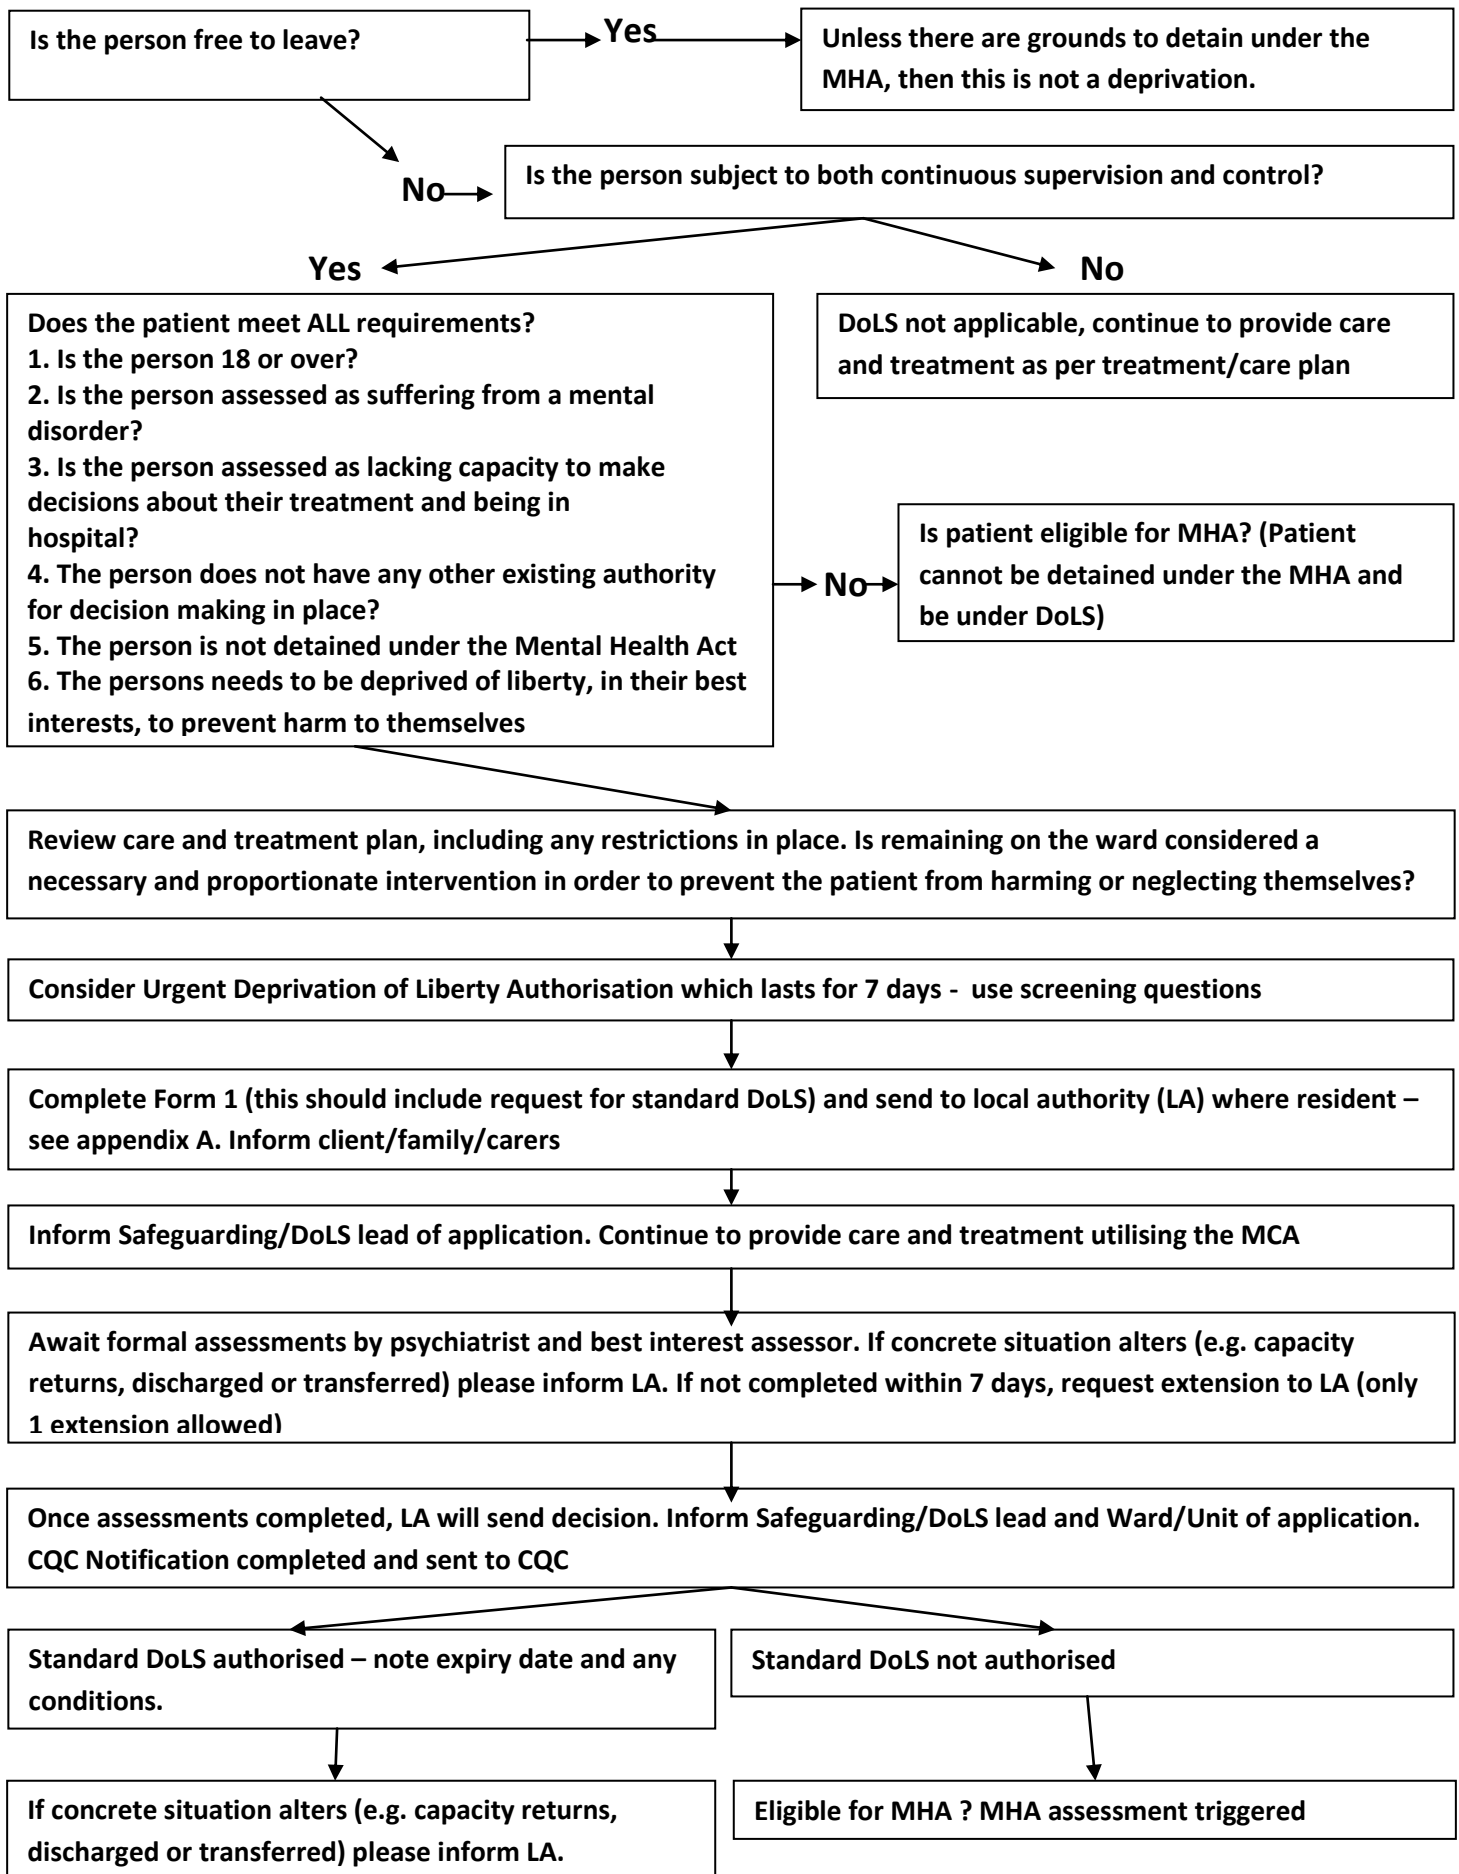 Is the person free to leave?
Yes
Unless there are grounds to detain under the
MHA, then this is not a deprivation.
No
Is the person subject to both continuous supervision and control?
Yes
No
Does the patient meet ALL requirements?
1. Is the person 18 or over?
2. Is the person assessed as suffering from a mental
disorder?
3. Is the person assessed as lacking capacity to make
decisions about their treatment and being in
hospital?
4. The person does not have any other existing authority
for decision making in place?
5. The person is not detained under the Mental Health Act
6. The persons needs to be deprived of liberty, in their best
interests, to prevent harm to themselves
DoLS not applicable, continue to provide care
and treatment as per treatment/care plan
No
Is patient eligible for MHA? (Patient
cannot be detained under the MHA and
be under DoLS)
Review care and treatment plan, including any restrictions in place. Is remaining on the ward considered a
necessary and proportionate intervention in order to prevent the patient from harming or neglecting themselves?
Consider Urgent Deprivation of Liberty Authorisation which lasts for 7 days - use screening questions
Complete Form 1 (this should include request for standard DoLS) and send to local authority (LA) where resident –
see appendix A. Inform client/family/carers
Inform Safeguarding/DoLS lead of application. Continue to provide care and treatment utilising the MCA
Await formal assessments by psychiatrist and best interest assessor. If concrete situation alters (e.g. capacity
returns, discharged or transferred) please inform LA. If not completed within 7 days, request extension to LA (only
1 extension allowed)
Once assessments completed, LA will send decision. Inform Safeguarding/DoLS lead and Ward/Unit of application.
CQC Notification completed and sent to CQC
Standard DoLS authorised – note expiry date and any
conditions.
Standard DoLS not authorised
If concrete situation alters (e.g. capacity returns,
discharged or transferred) please inform LA.
Eligible for MHA ? MHA assessment triggered